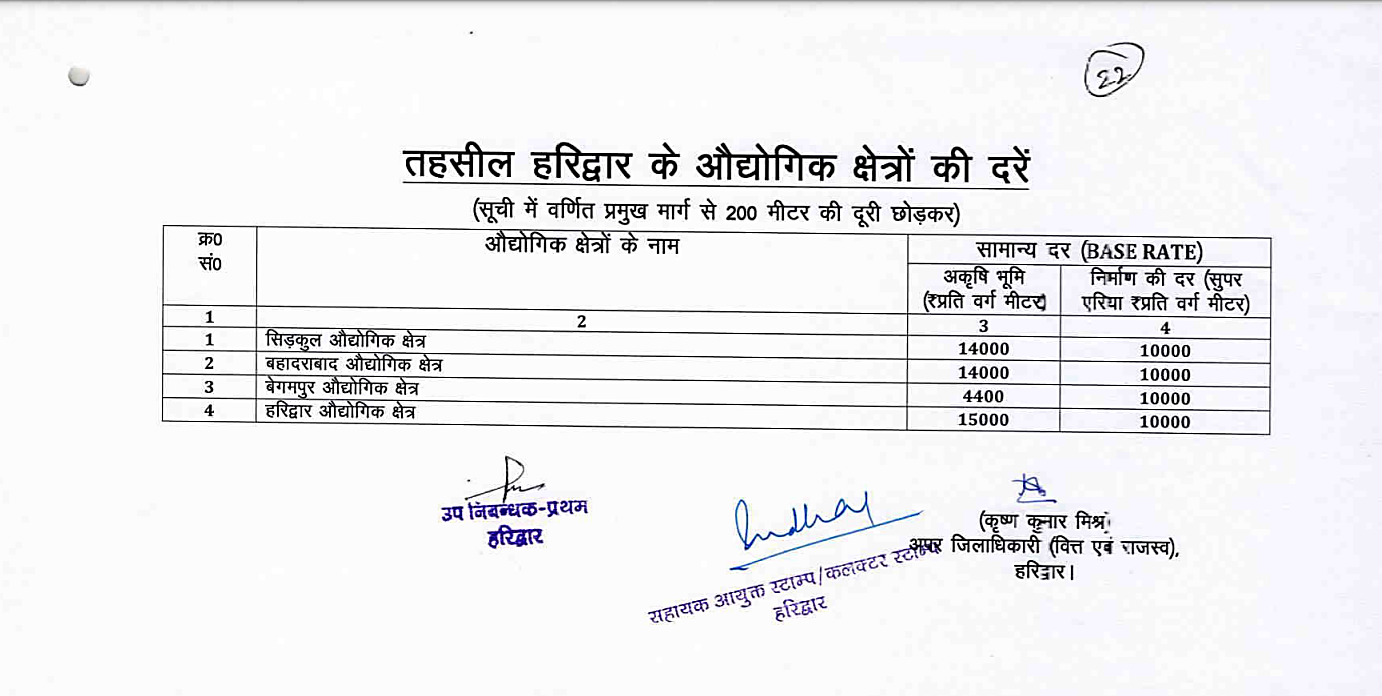 22
तहसील हरिद्वार के औद्योगिक क्षेत्रों की दरें
(सूची में वर्णित प्रमुख मार्ग से 200 मीटर की दूरी छोड़कर)
क्र0 सं0 औद्योगिक क्षेत्रों के नाम सामान्य दर (BASE RATE)
अकृषि भूमि (₹प्रति वर्ग मीटर) निर्माण की दर (सुपर एरिया ₹प्रति वर्ग मीटर)
1 2 3 4
1 सिड़कुल औद्योगिक क्षेत्र 14000 10000
2 बहादराबाद औद्योगिक क्षेत्र 14000 10000
3 बेगमपुर औद्योगिक क्षेत्र 4400 10000
4 हरिद्वार औद्योगिक क्षेत्र 15000 10000
उप निबन्धक-प्रथम
हरिद्वार
सहायक आयुक्त स्टाम्प/कलक्टर स्टाम्प
हरिद्वार
(कृष्ण कुमार मिश्र)
अपर जिलाधिकारी (वित्त एवं राजस्व),
हरिद्वार।